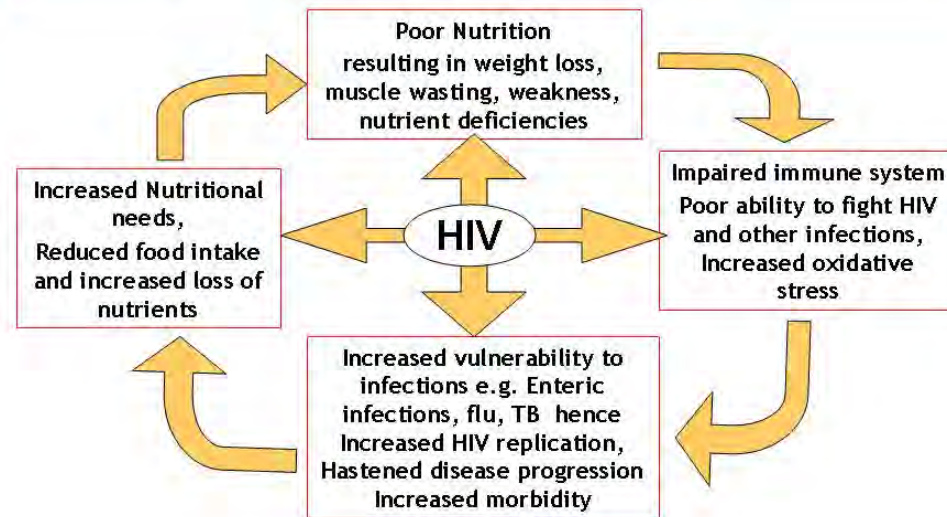 Poor Nutrition
resulting in weight loss,
muscle wasting, weakness,
nutrient deficiencies
Impaired immune system
Poor ability to fight HIV
and other infections,
Increased oxidative
stress
Increased vulnerability to
infections e.g. Enteric
infections, flu, TB hence
Increased HIV replication,
Hastened disease progression
Increased morbidity
Increased Nutritional
needs,
Reduced food intake
and increased loss of
nutrients
HIV